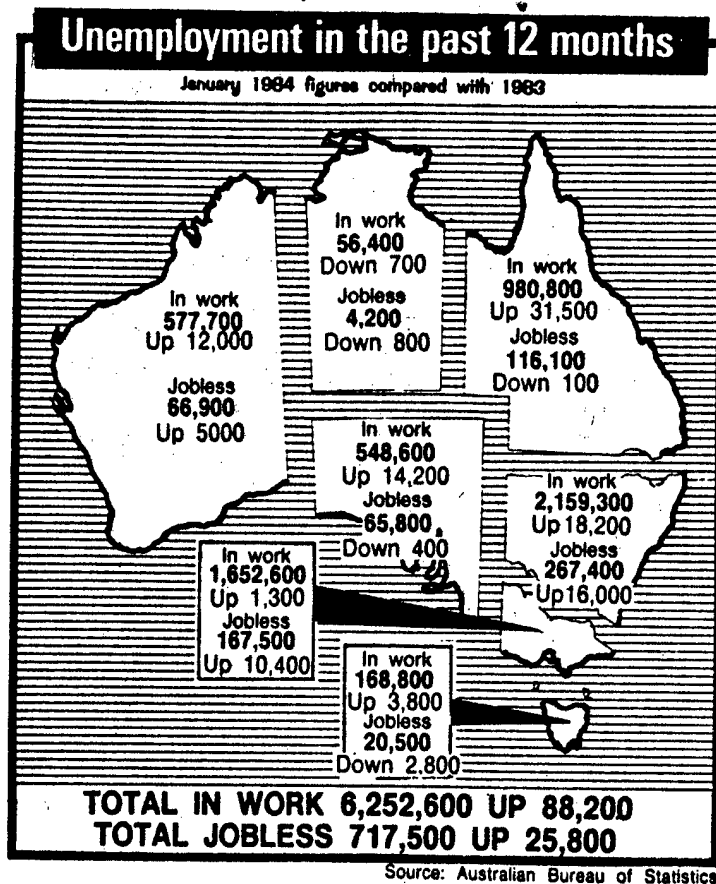 Unemployment in the past 12 months
January 1984 figures compared with 1983
In work
577,700
Up 12,000
Jobless
66,900
Up 5000
In work
56,400
Down 700
Jobless
4,200
Down 800
In work
980,800
Up 31,500
Jobless
116,100
Down 100
In work
548,600
Up 14,200
Jobless
65,800
Down 400
In work
2,159,300
Up 18,200
Jobless
267,400
Up 16,000
In work
1,652,600
Up 1,300
Jobless
167,500
Up 10,400
In work
168,800
Up 3,800
Jobless
20,500
Down 2,800
TOTAL IN WORK 6,252,600 UP 88,200
TOTAL JOBLESS 717,500 UP 25,800
Source: Australian Bureau of Statistics